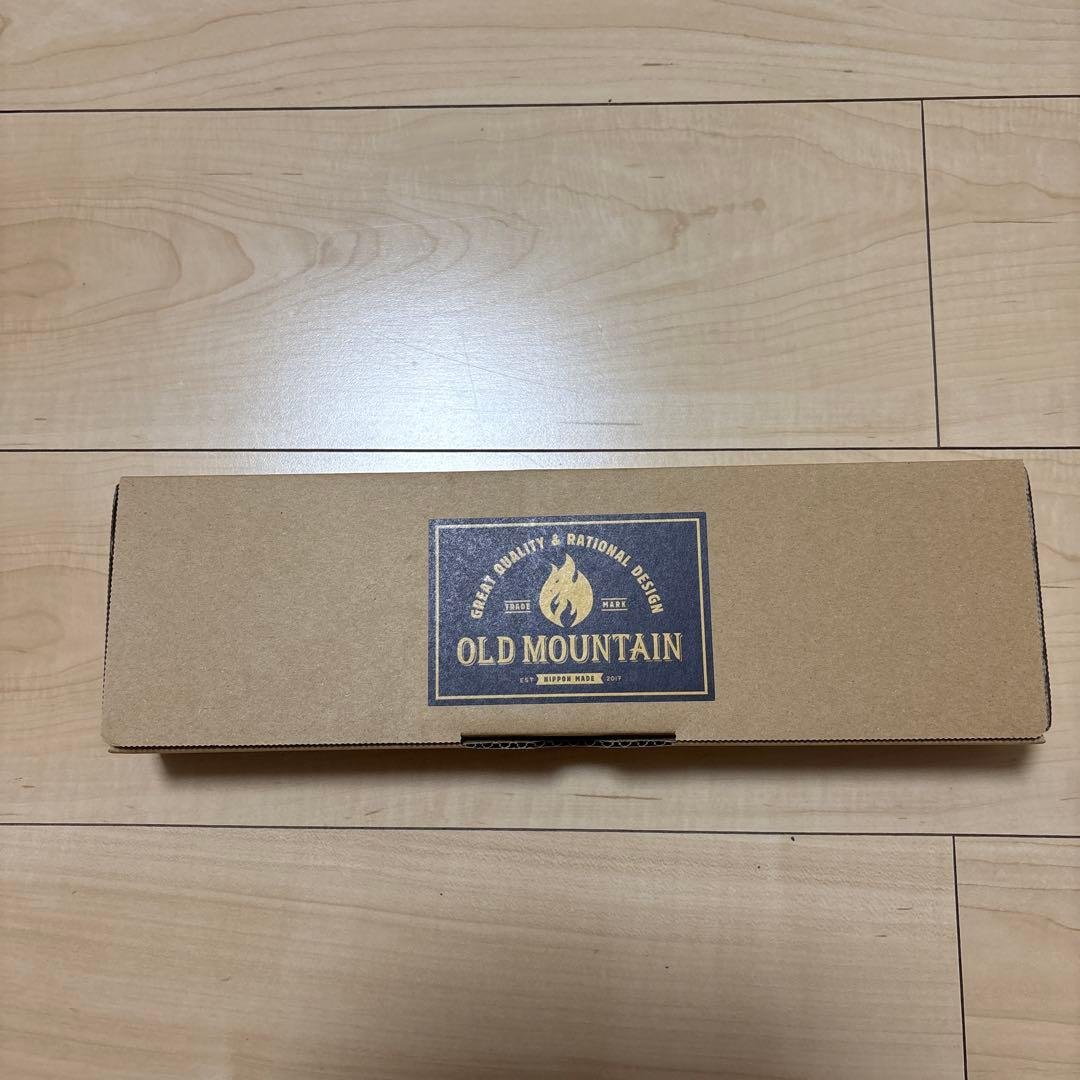 GREAT QUALITY & RATIONAL DESIGN
TRADE MARK
OLD MOUNTAIN
EST NIPPON MADE 2017